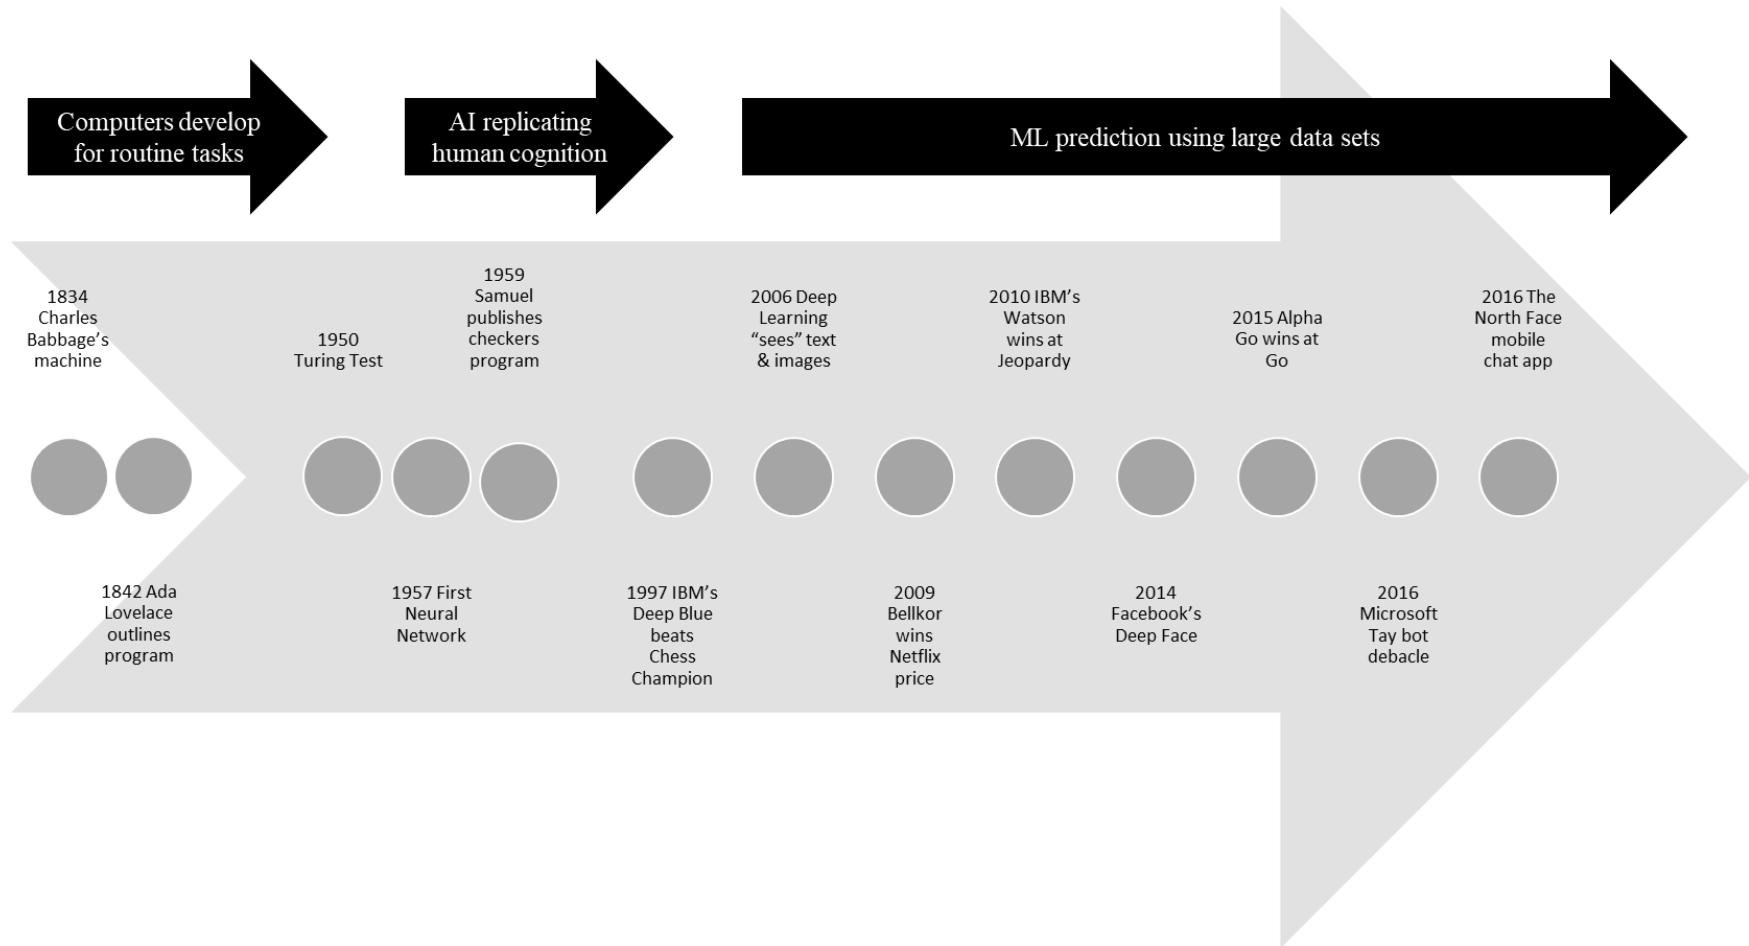 Computers develop
for routine tasks
AI replicating
human cognition
ML prediction using large data sets
1834
Charles
Babbage’s
machine
1950
Turing Test
1959
Samuel
publishes
checkers
program
2006 Deep
Learning
“sees” text
& images
2010 IBM’s
Watson
wins at
Jeopardy
2015 Alpha
Go wins at
Go
2016 The
North Face
mobile
chat app
1842 Ada
Lovelace
outlines
program
1957 First
Neural
Network
1997 IBM’s
Deep Blue
beats
Chess
Champion
2009
Bellkor
wins
Netflix
price
2014
Facebook’s
Deep Face
2016
Microsoft
Tay bot
debacle